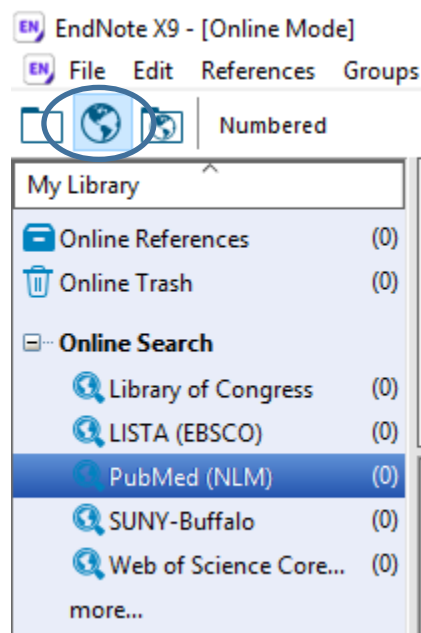 EN EndNote X9 - [Online Mode]
EN File Edit References Groups
Numbered
My Library
Online References (0)
Online Trash (0)
Online Search
Library of Congress (0)
LISTA (EBSCO) (0)
PubMed (NLM) (0)
SUNY-Buffalo (0)
Web of Science Core... (0)
more...